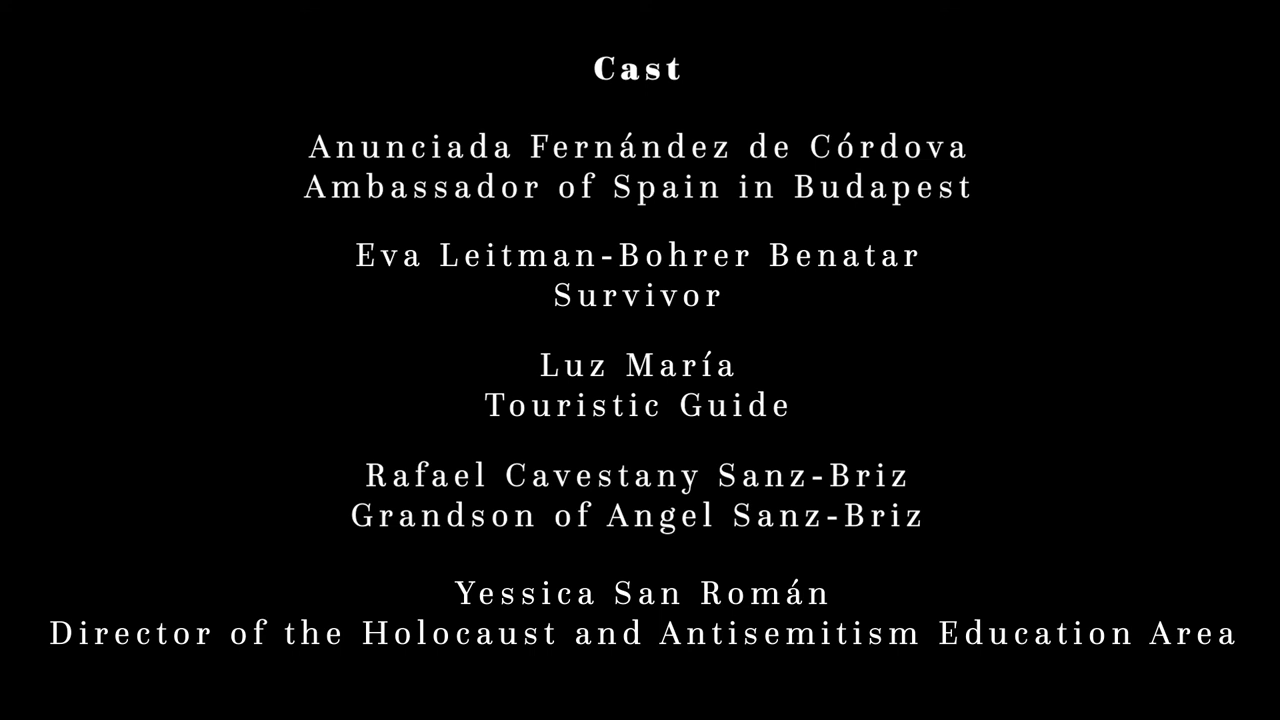 Cast
Anunciada Fernández de Córdova
Ambassador of Spain in Budapest
Eva Leitman-Bohrer Benatar
Survivor
Luz María
Touristic Guide
Rafael Cavestany Sanz-Briz
Grandson of Angel Sanz-Briz
Yessica San Román
Director of the Holocaust and Antisemitism Education Area